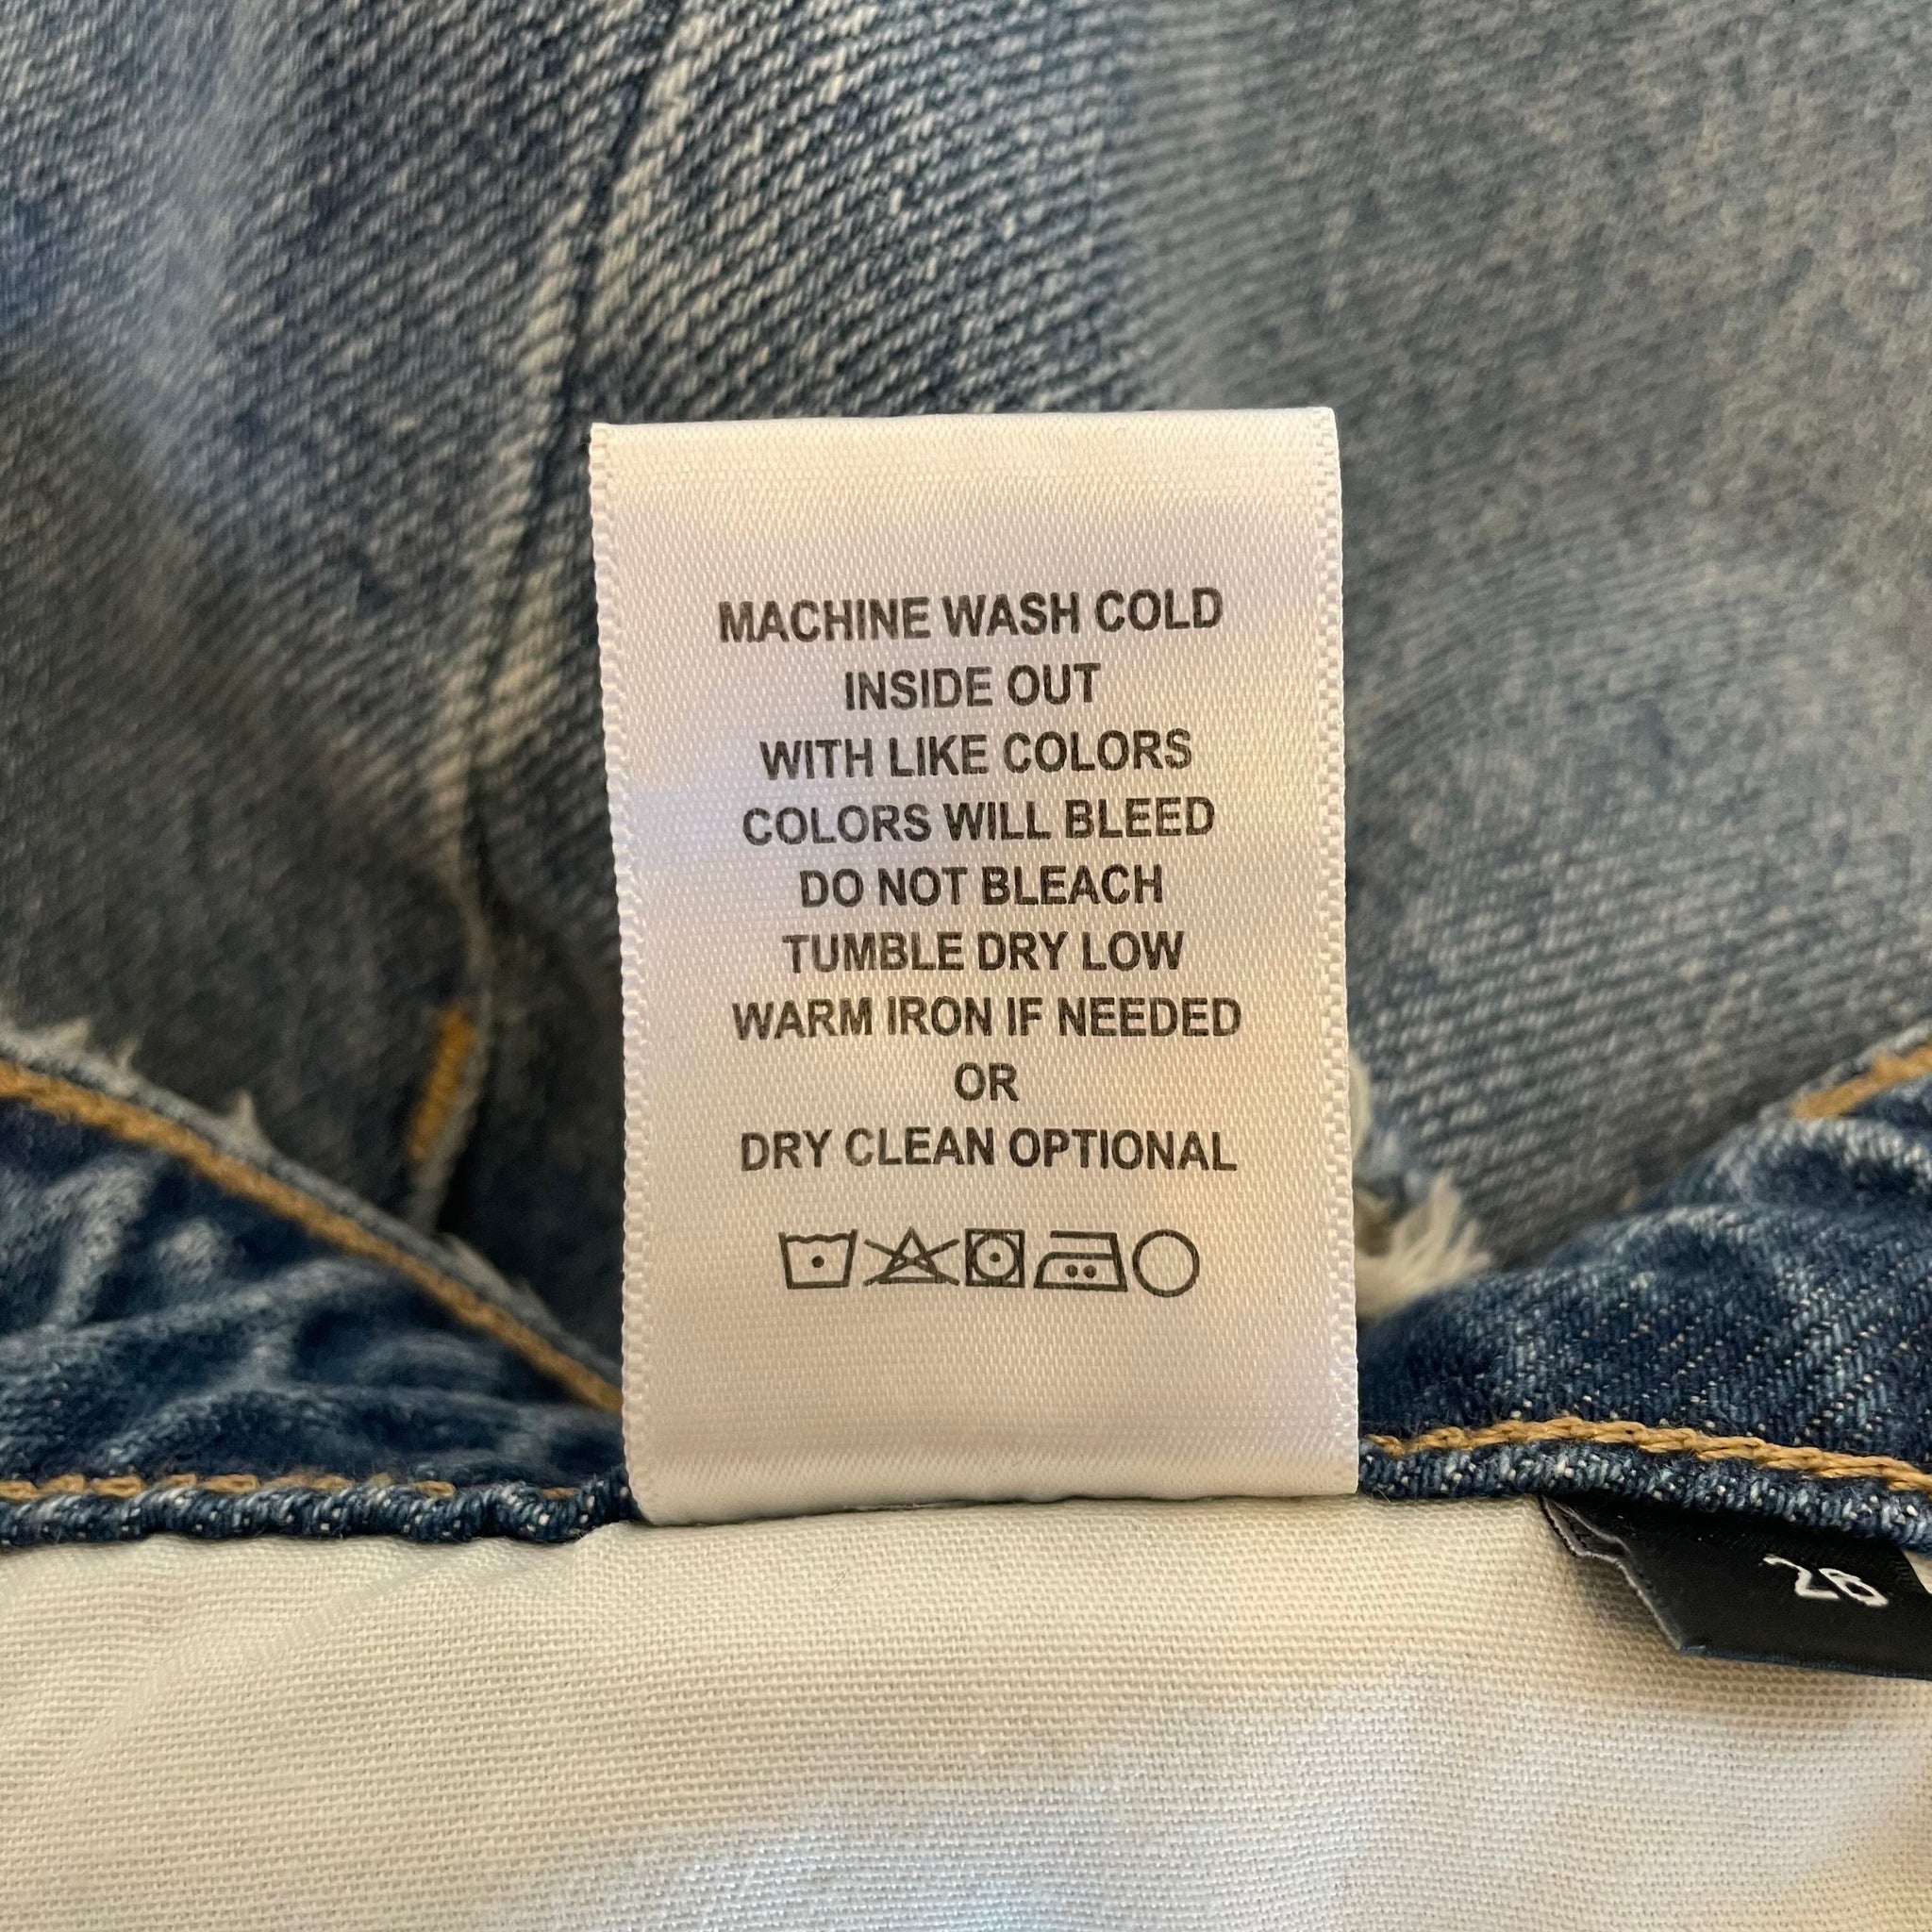 MACHINE WASH COLD
INSIDE OUT
WITH LIKE COLORS
COLORS WILL BLEED
DO NOT BLEACH
TUMBLE DRY LOW
WARM IRON IF NEEDED
OR
DRY CLEAN OPTIONAL
26